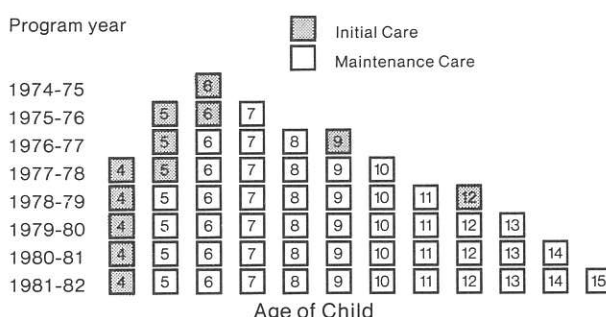 Program year
Initial Care
Maintenance Care
1974-75 6
1975-76 5 6 7
1976-77 5 6 7 8 9
1977-78 4 5 6 7 8 9 10
1978-79 4 5 6 7 8 9 10 11 12
1979-80 4 5 6 7 8 9 10 11 12 13
1980-81 4 5 6 7 8 9 10 11 12 13 14
1981-82 4 5 6 7 8 9 10 11 12 13 14 15
Age of Child